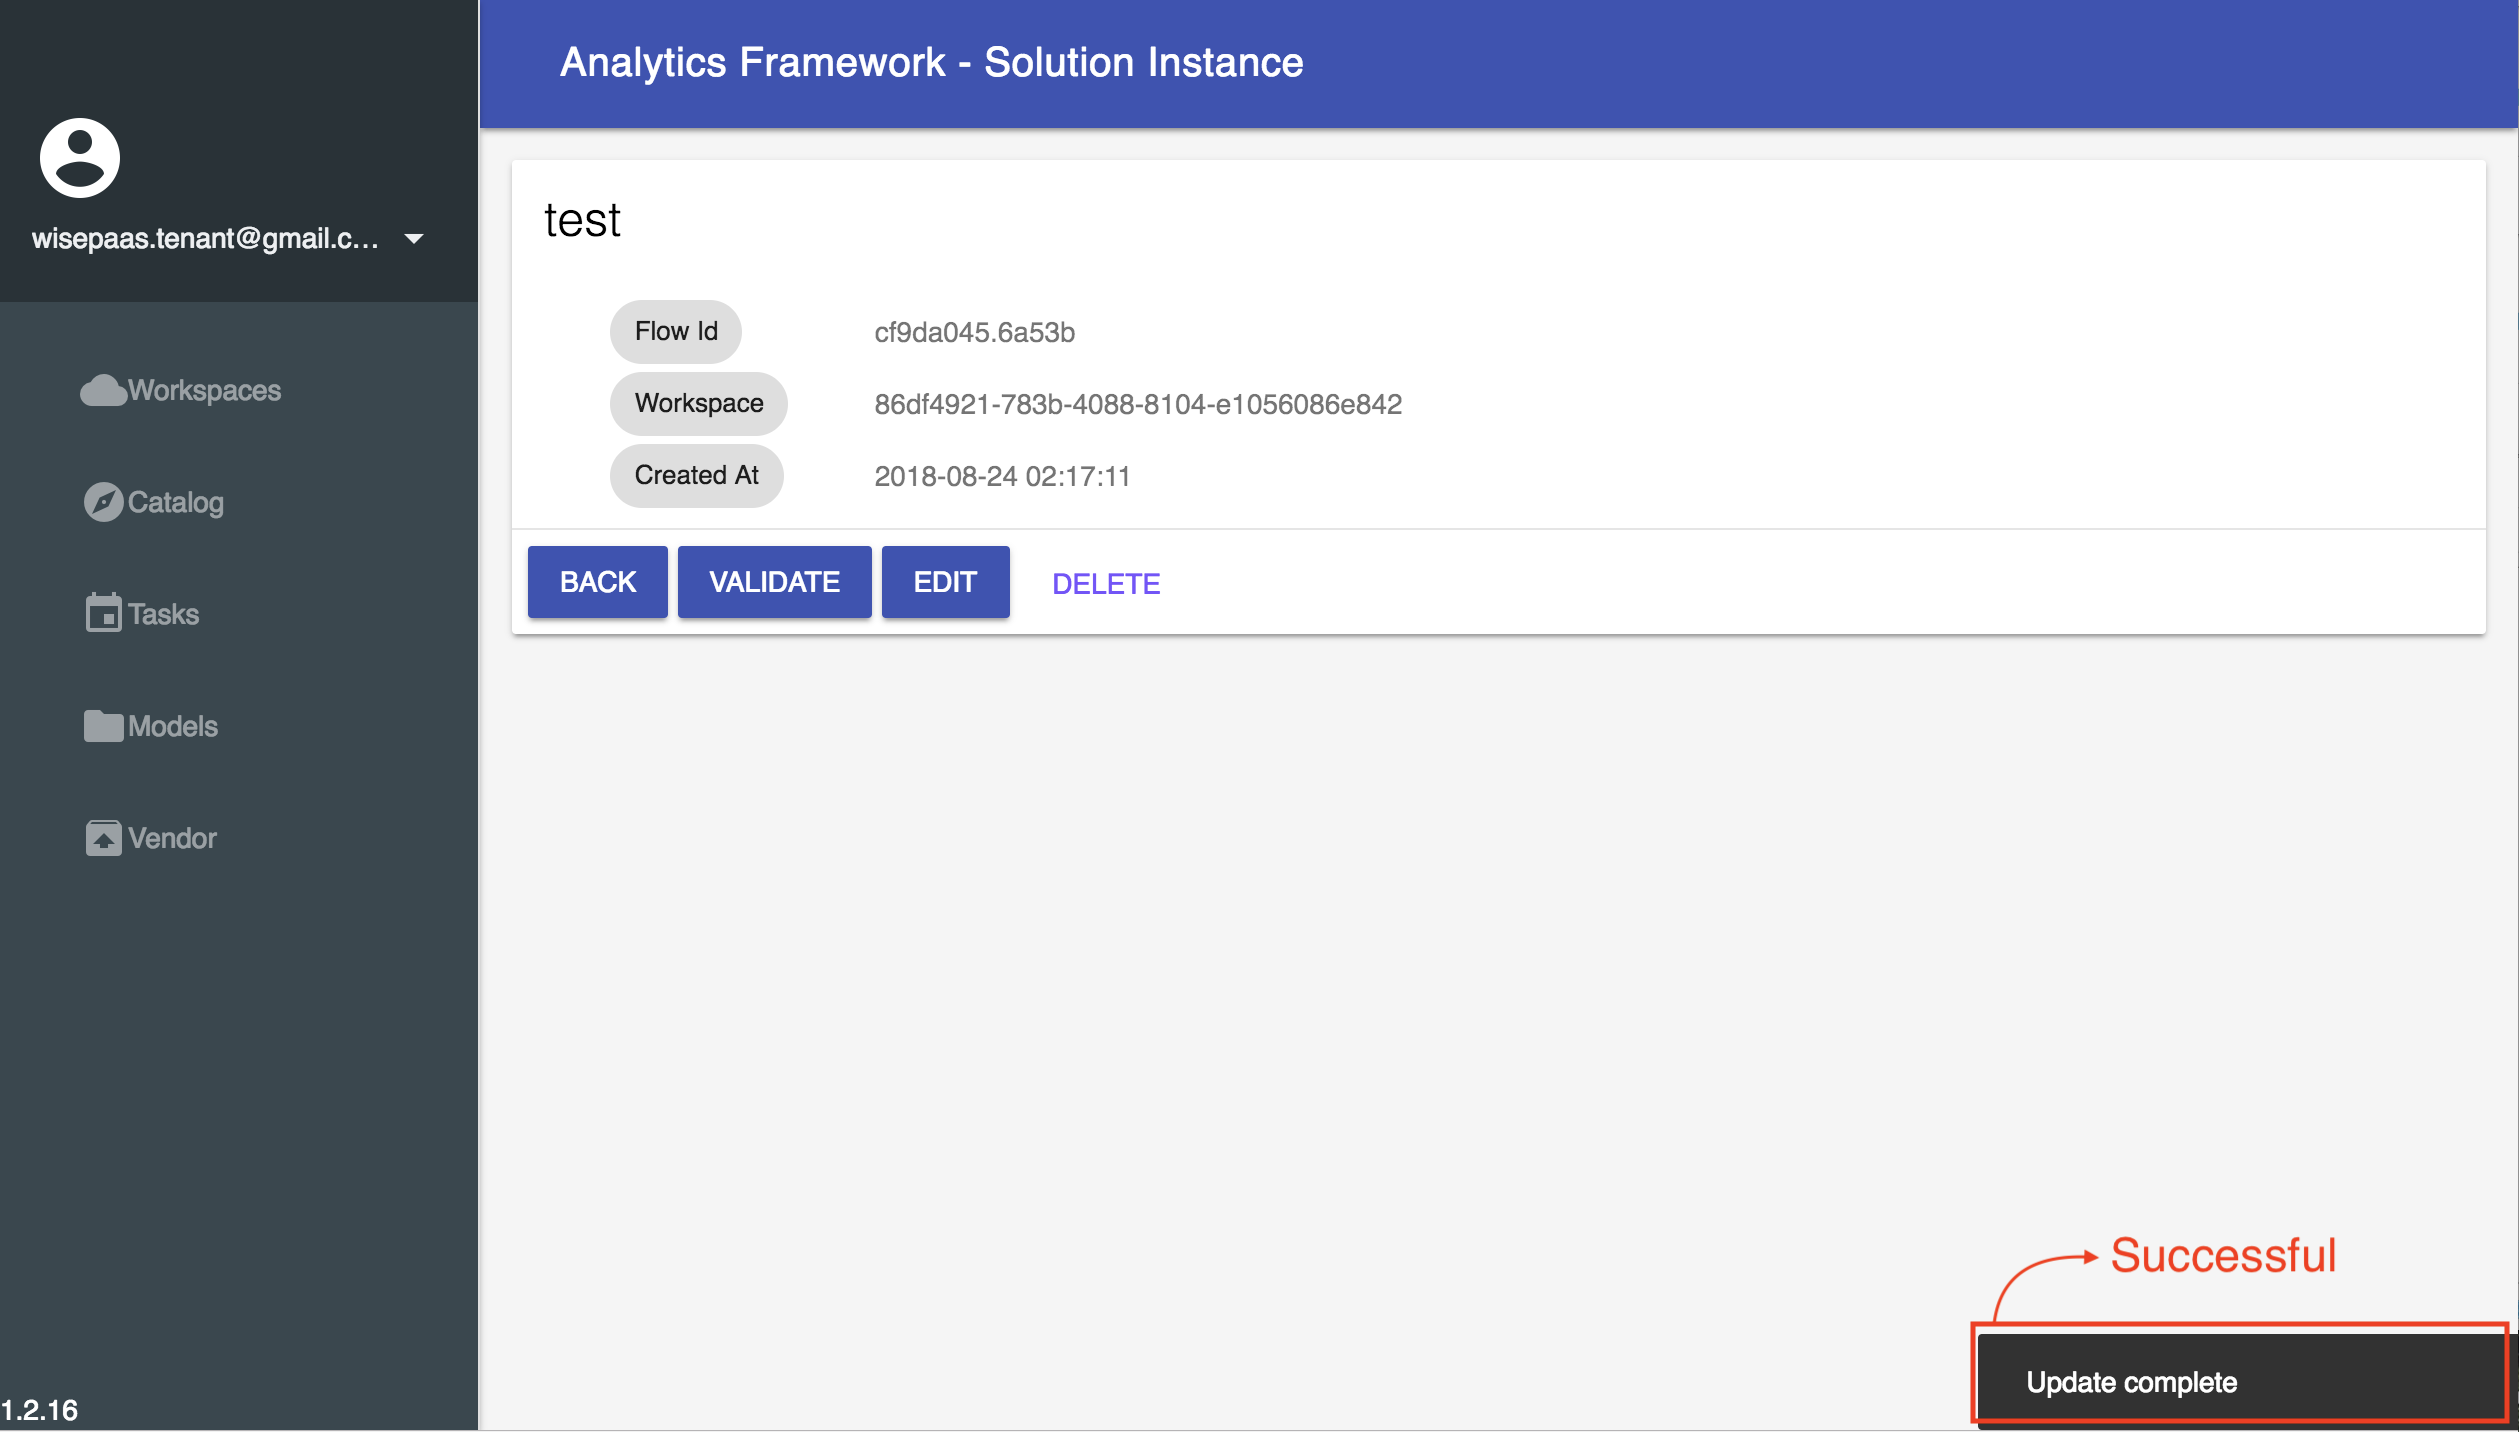 Analytics Framework - Solution Instance
wisepaas.tenant@gmail.c...
Workspaces
Catalog
Tasks
Models
Vendor
1.2.16
test
Flow Id cf9da045.6a53b
Workspace 86df4921-783b-4088-8104-e1056086e842
Created At 2018-08-24 02:17:11
BACK VALIDATE EDIT DELETE
Successful
Update complete